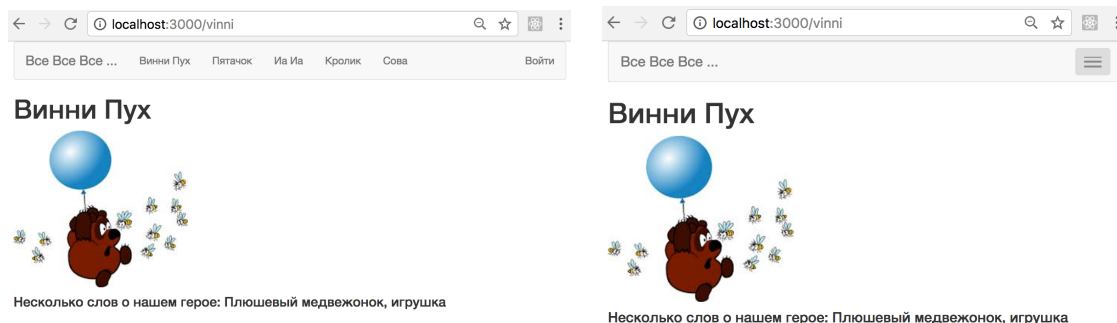 localhost:3000/vinni
Все Все Все ... Винни Пух Пятачок Иа Иа Кролик Сова Войти
Винни Пух
Несколько слов о нашем герое: Плюшевый медвежонок, игрушка
localhost:3000/vinni
Все Все Все ...
Винни Пух
Несколько слов о нашем герое: Плюшевый медвежонок, игрушка